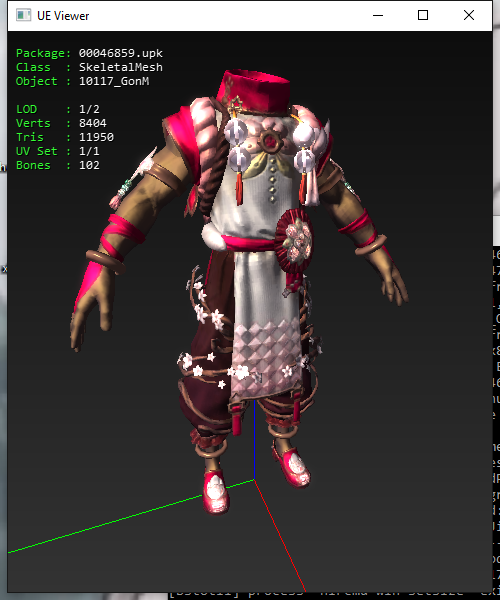 UE Viewer
Package: 00046859.upk
Class  : SkeletalMesh
Object : 10117_GonM
LOD    : 1/2
Verts  : 8404
Tris   : 11950
UV Set : 1/1
Bones  : 102